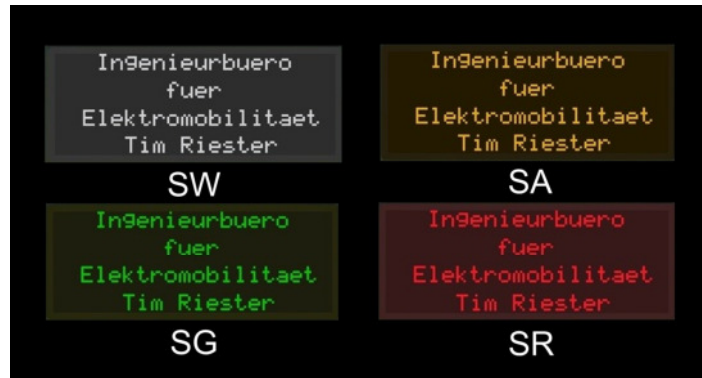 Ingenieurbuero
fuer
Elektromobilitaet
Tim Riester
SW
Ingenieurbuero
fuer
Elektromobilitaet
Tim Riester
SA
Ingenieurbuero
fuer
Elektromobilitaet
Tim Riester
SG
Ingenieurbuero
fuer
Elektromobilitaet
Tim Riester
SR